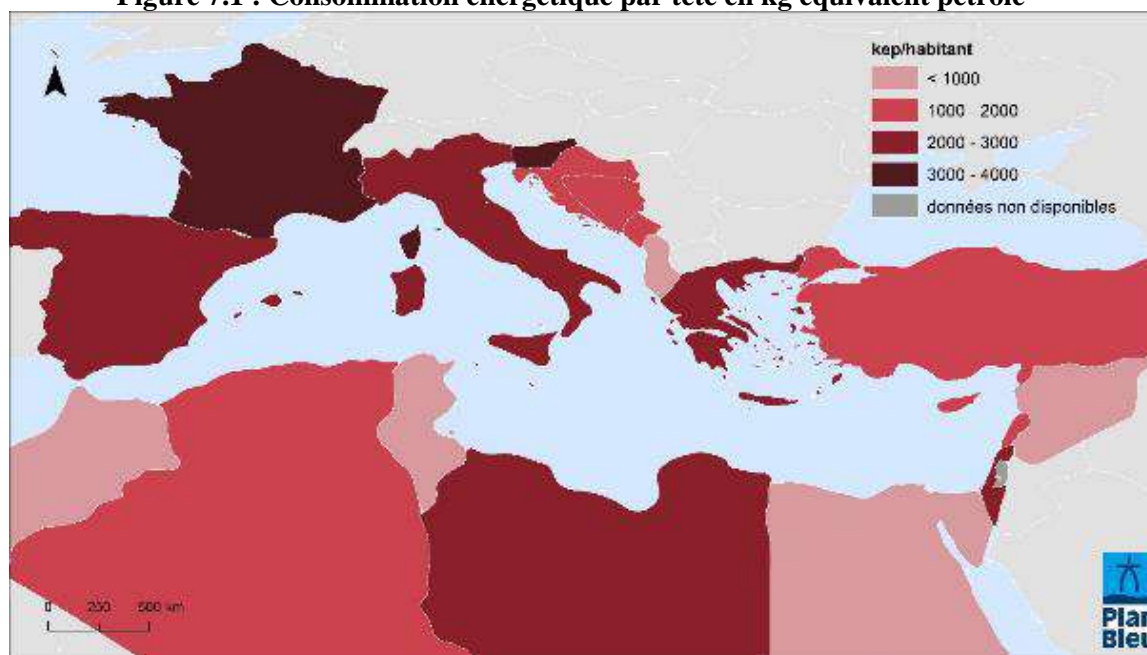 Figure 7.1 : Consommation énergétique par tête en kg équivalent pétrole
kep/habitant
< 1000
1000 - 2000
2000 - 3000
3000 - 4000
données non disponibles
0 250 500 km
Plan
Bleu